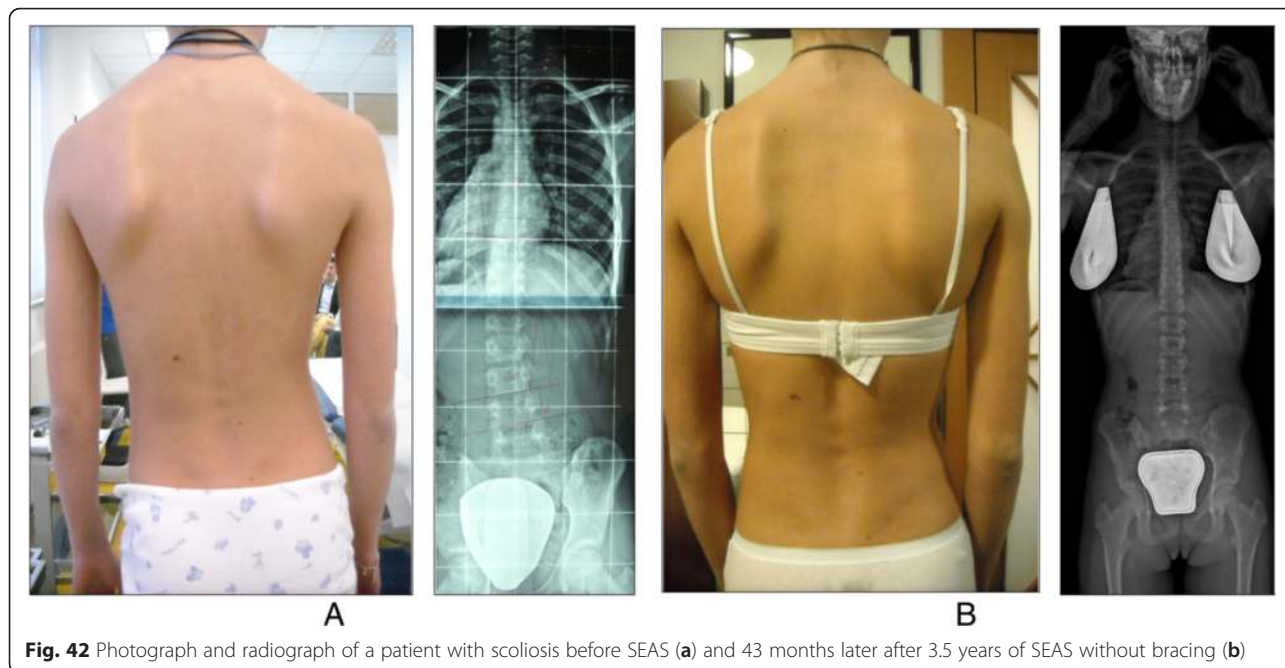 A
B
Fig. 42 Photograph and radiograph of a patient with scoliosis before SEAS (a) and 43 months later after 3.5 years of SEAS without bracing (b)